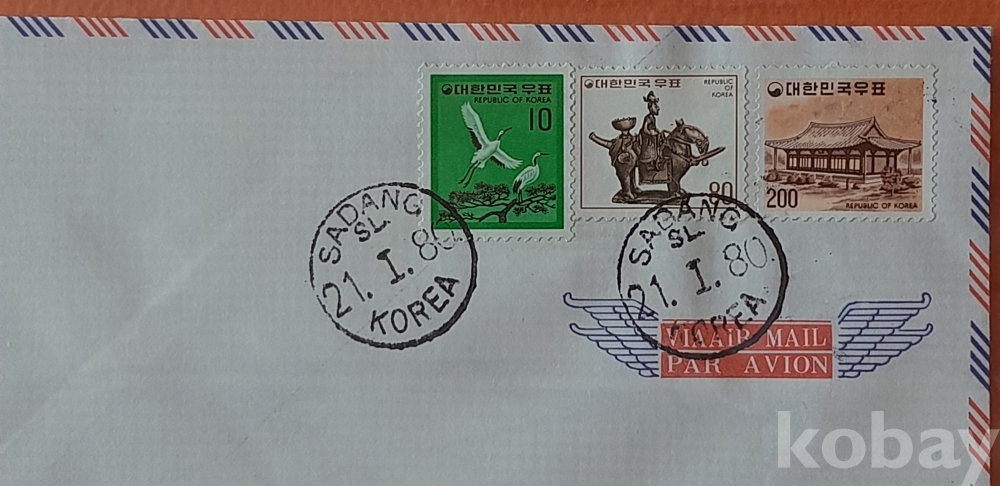 대한민국우표
REPUBLIC OF KOREA
10
대한민국우표
REPUBLIC
OF
KOREA
80
대한민국우표
200
REPUBLIC OF KOREA
SADANG
SL.
21. I. 80.
KOREA
SADANG
SL.
21. I. 80.
KOREA
VIA AiR MAIL
PAR AVION
kobay